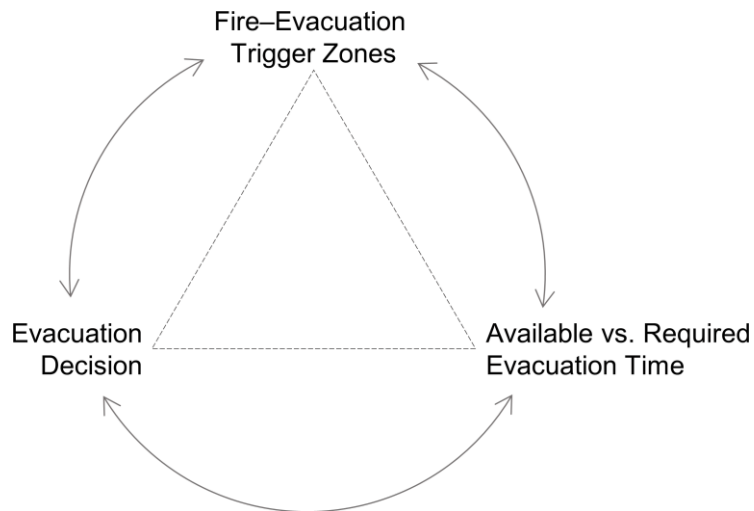 Fire–Evacuation
Trigger Zones
Evacuation
Decision
Available vs. Required
Evacuation Time